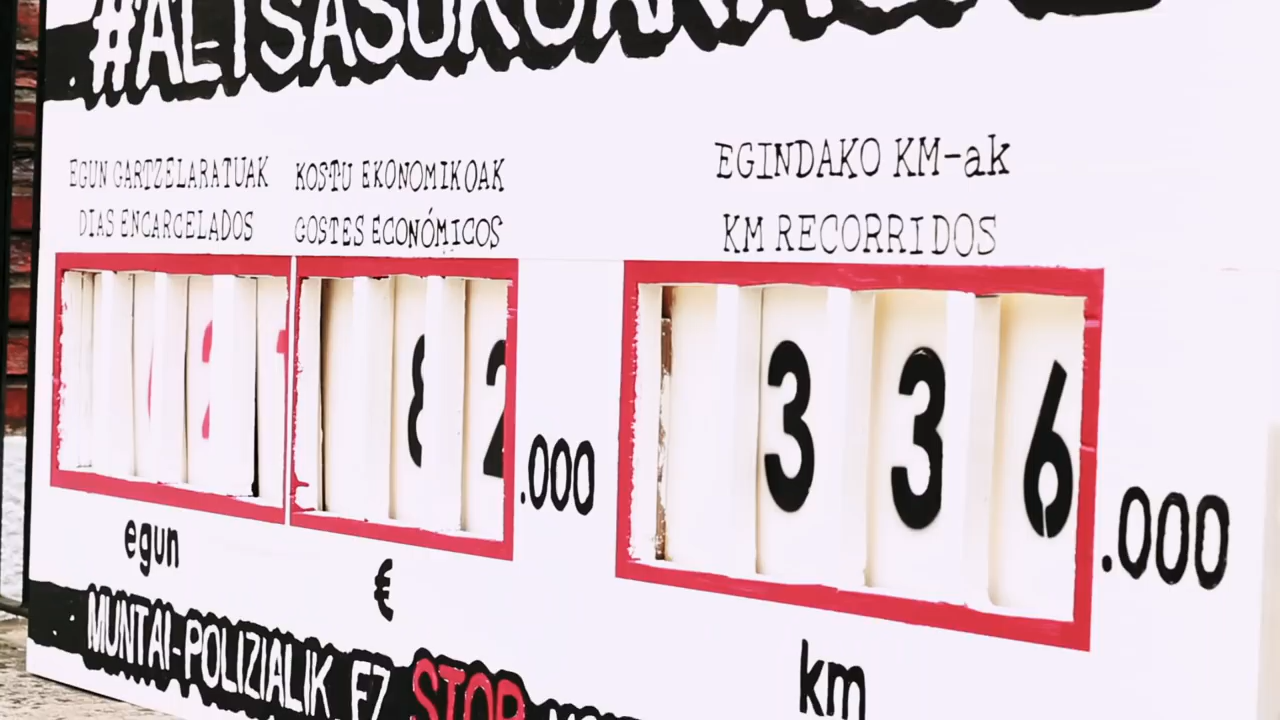 EGUN GARTZELARATUAK
DIAS ENCARCELADOS
KOSTU EKONOMIKOAK
COSTES ECONÓMICOS
82.000
EGINDAKO KM-ak
KM RECORRIDOS
336.000
egun
€
km
MUNTAI-POLIZIALIK EZ STOP